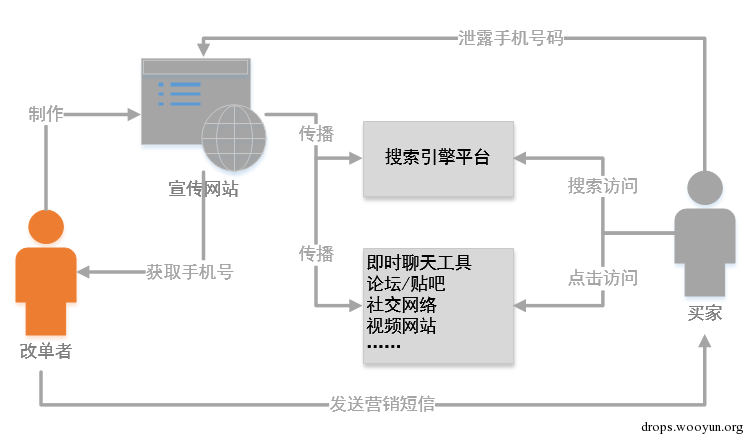 泄露手机号码
制作
传播
搜索引擎平台
搜索访问
宣传网站
传播
获取手机号
即时聊天工具
论坛/贴吧
社交网络
视频网站
......
点击访问
买家
改单者
发送营销短信
drops.wooyun.org